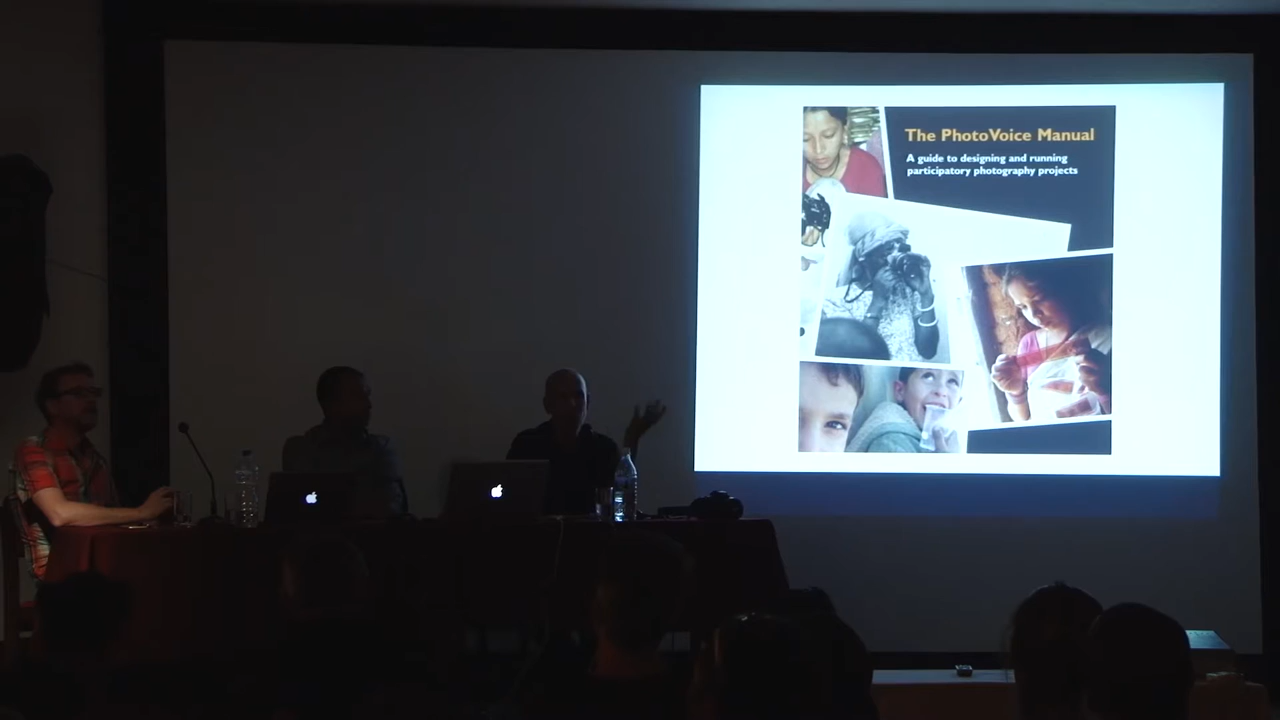 The PhotoVoice Manual
A guide to designing and running
participatory photography projects